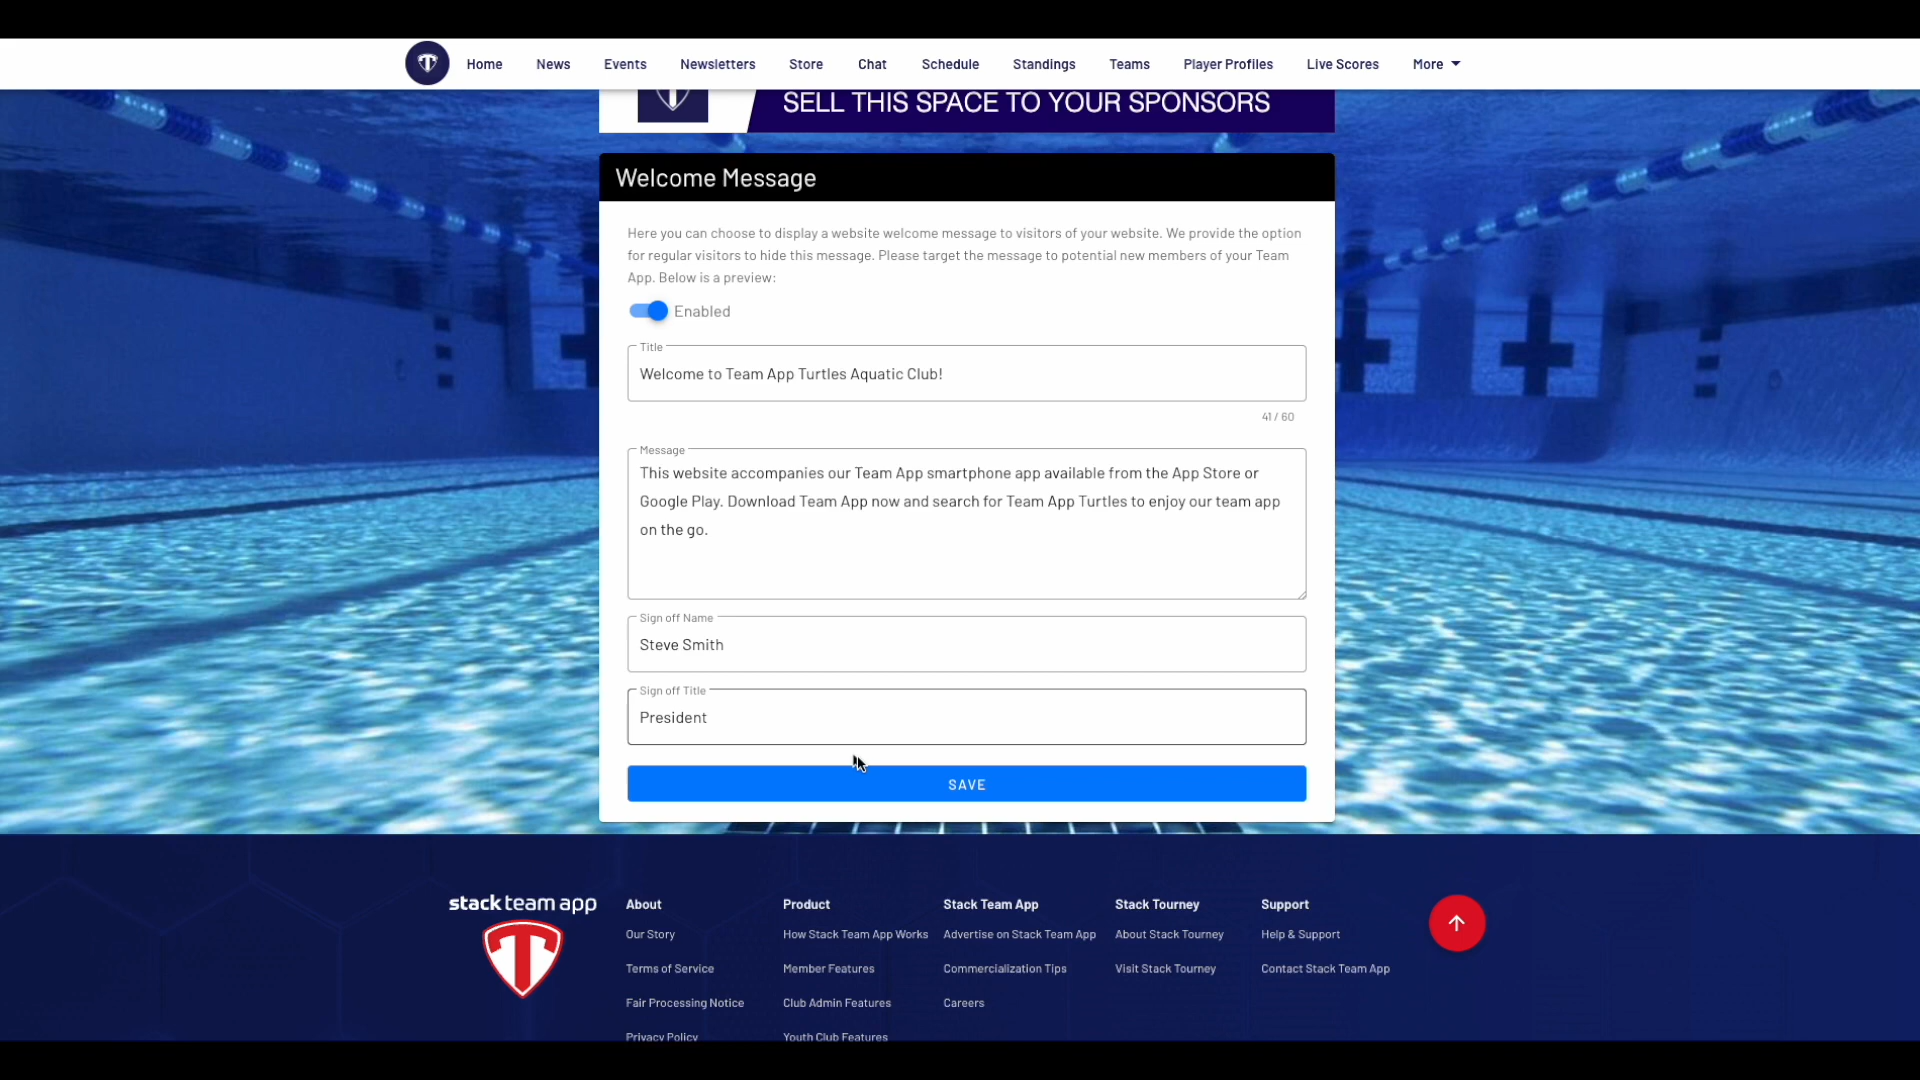 Home News Events Newsletters Store Chat Schedule Standings Teams Player Profiles Live Scores More
SELL THIS SPACE TO YOUR SPONSORS
Welcome Message
Here you can choose to display a website welcome message to visitors of your website. We provide the option
for regular visitors to hide this message. Please target the message to potential new members of your Team
App. Below is a preview:
Enabled
Title
Welcome to Team App Turtles Aquatic Club!
41 / 60
Message
This website accompanies our Team App smartphone app available from the App Store or
Google Play. Download Team App now and search for Team App Turtles to enjoy our team app
on the go.
Sign off Name
Steve Smith
Sign off Title
President
SAVE
stack team app
About
Our Story
Terms of Service
Fair Processing Notice
Privacy Policy
Product
How Stack Team App Works
Member Features
Club Admin Features
Youth Club Features
Stack Team App
Advertise on Stack Team App
Commercialization Tips
Careers
Stack Tourney
About Stack Tourney
Visit Stack Tourney
Support
Help & Support
Contact Stack Team App